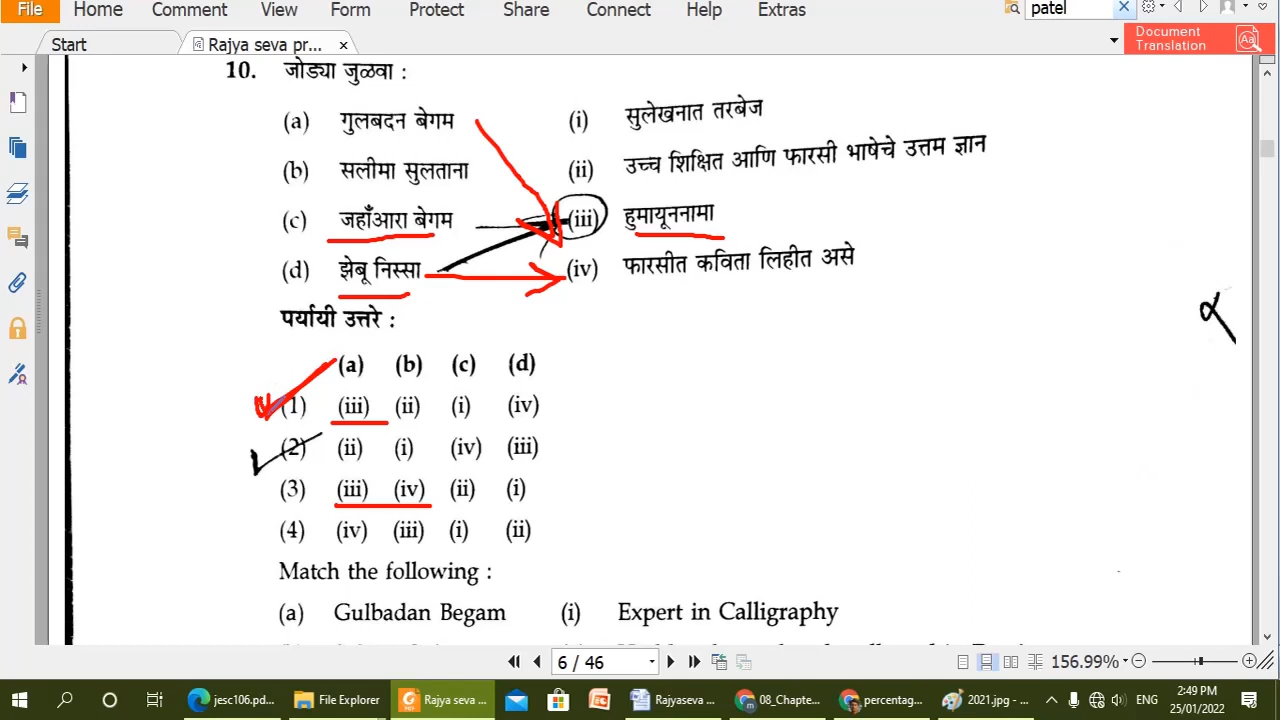 File Home Comment View Form Protect Share Connect Help Extras patel
Start Rajya seva pr... × Document Translation
10. जोड्या जुळवा :
(a) गुलबदन बेगम (i) सुलेखनात तरबेज
(b) सलीमा सुलताना (ii) उच्च शिक्षित आणि फारसी भाषेचे उत्तम ज्ञान
(c) जहाँआरा बेगम (iii) हुमायूननामा
(d) झेबू निस्सा (iv) फारसीत कविता लिहीत असे
पर्यायी उत्तरे :
(a) (b) (c) (d)
(1) (iii) (ii) (i) (iv)
(2) (ii) (i) (iv) (iii)
(3) (iii) (iv) (ii) (i)
(4) (iv) (iii) (i) (ii)
Match the following :
(a) Gulbadan Begam (i) Expert in Calligraphy
6 / 46 156.99%
jesc106.pd... File Explorer Rajya seva ... Rajyaseva... 08_Chapte... percentag... 2021.jpg - ... ENG 2:49 PM
25/01/2022